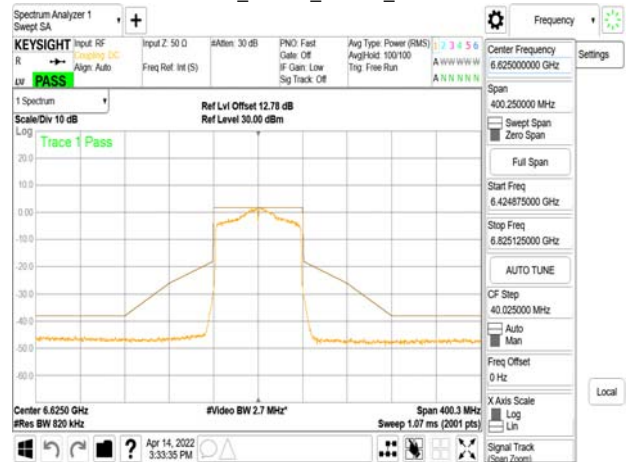 Spectrum Analyzer 1
Swept SA
Frequency
KEYSIGHT
R
LW
PASS
Input: RF
Coupling: DC
Align: Auto
Input Z: 50 Ω
Freq Ref: Int (S)
#Atten: 30 dB
PNO: Fast
Gate: Off
IF Gain: Low
Sig Track: Off
Avg Type: Power (RMS)
Avg|Hold: 100/100
Trig: Free Run
1 2 3 4 5 6
A W W W W W
A N N N N N
1 Spectrum
Scale/Div 10 dB
Log
Ref Lvl Offset 12.78 dB
Ref Level 30.00 dBm
Trace 1 Pass
20.0
10.0
0.00
-10.0
-20.0
-30.0
-40.0
-50.0
-60.0
Center 6.6250 GHz
#Res BW 820 kHz
#Video BW 2.7 MHz*
Span 400.3 MHz
Sweep 1.07 ms (2001 pts)
?
Apr 14, 2022
3:33:35 PM
Center Frequency
6.625000000 GHz
Span
400.250000 MHz
Swept Span
Zero Span
Full Span
Start Freq
6.424875000 GHz
Stop Freq
6.825125000 GHz
AUTO TUNE
CF Step
40.025000 MHz
Auto
Man
Freq Offset
0 Hz
X Axis Scale
Log
Lin
Signal Track
(Span Zoom)
Settings
Local